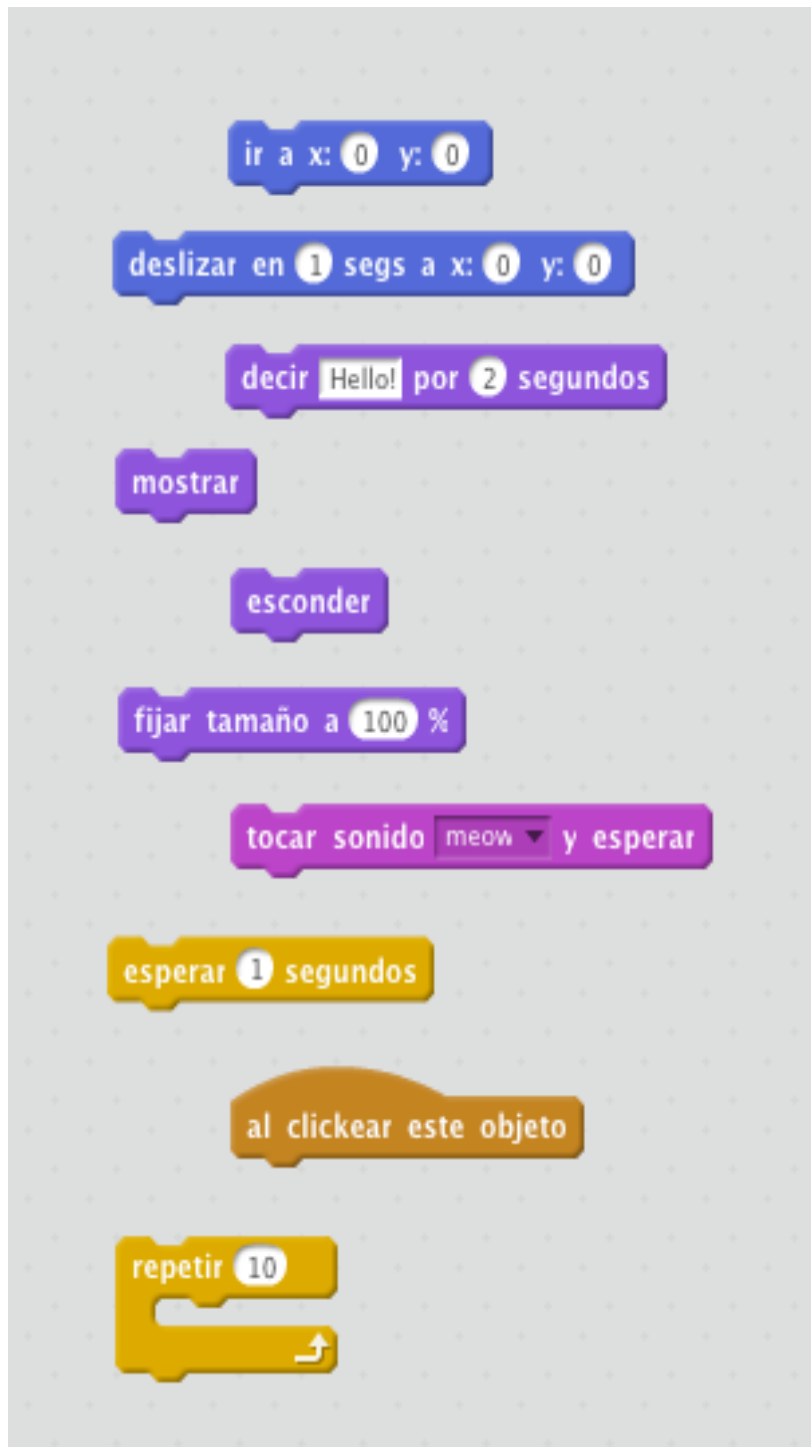 ir a x: 0 y: 0
deslizar en 1 segs a x: 0 y: 0
decir Hello! por 2 segundos
mostrar
esconder
fijar tamaño a 100 %
tocar sonido meow y esperar
esperar 1 segundos
al clickear este objeto
repetir 10